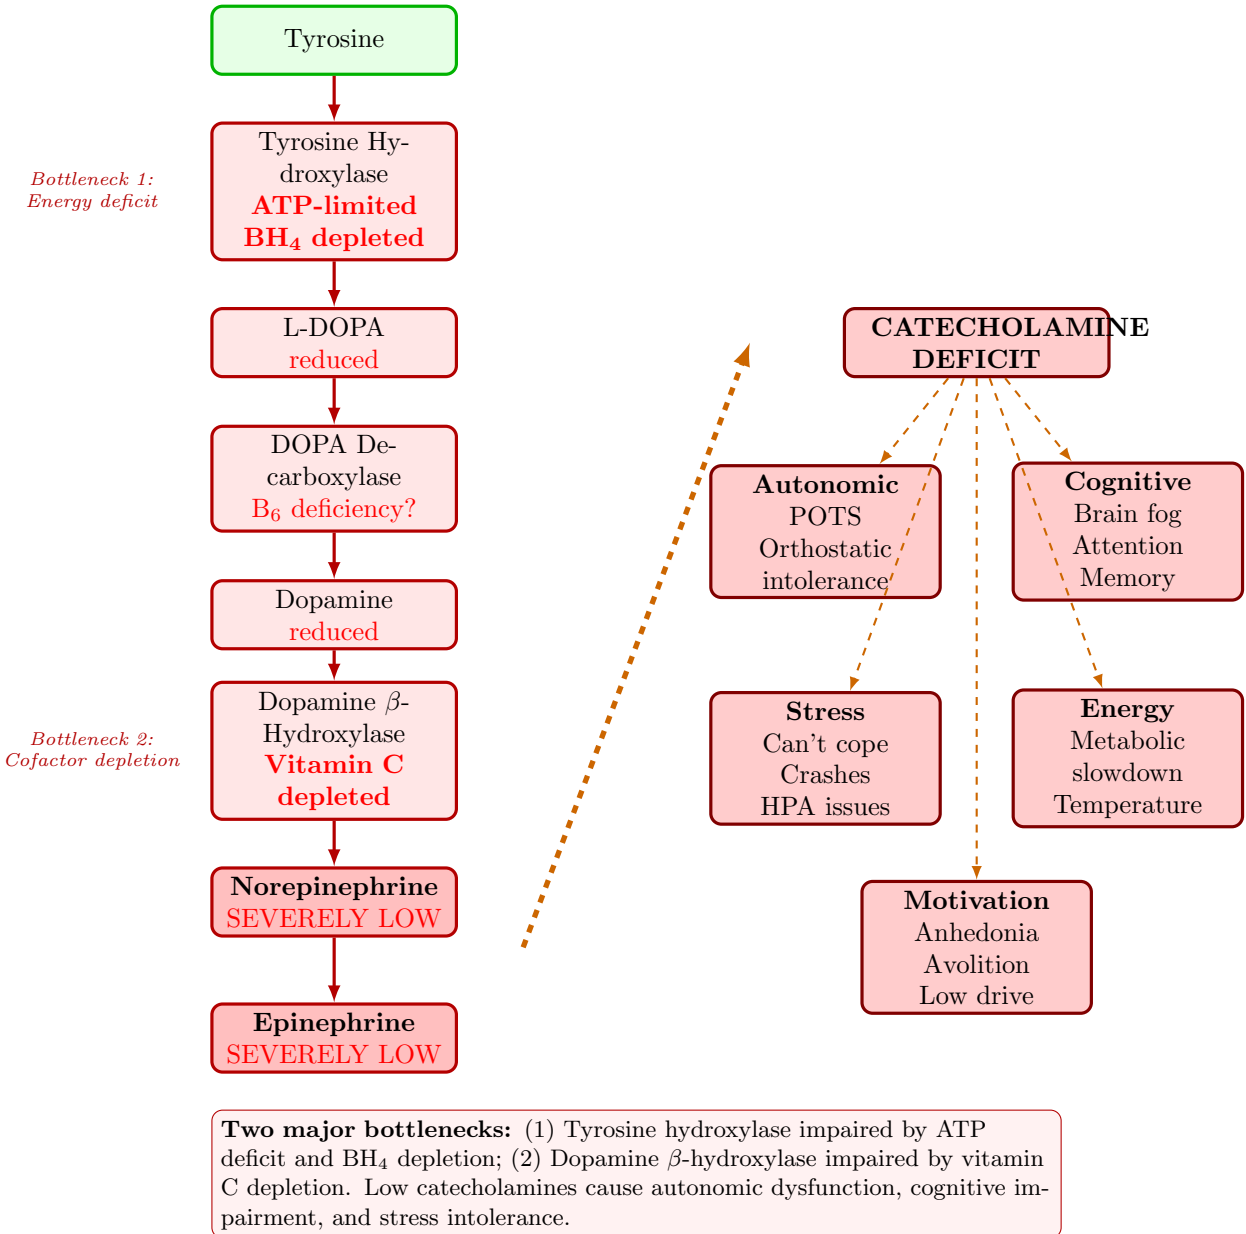 Tyrosine
Tyrosine Hy-
droxylase
ATP-limited
BH₄ depleted
Bottleneck 1:
Energy deficit
L-DOPA
reduced
DOPA De-
carboxylase
B₆ deficiency?
Dopamine
reduced
Dopamine β-
Hydroxylase
Vitamin C
depleted
Bottleneck 2:
Cofactor depletion
Norepinephrine
SEVERELY LOW
Epinephrine
SEVERELY LOW
CATECHOLAMINE
DEFICIT
Autonomic
POTS
Orthostatic
intolerance
Cognitive
Brain fog
Attention
Memory
Stress
Can't cope
Crashes
HPA issues
Energy
Metabolic
slowdown
Temperature
Motivation
Anhedonia
Avolition
Low drive
Two major bottlenecks: (1) Tyrosine hydroxylase impaired by ATP
deficit and BH₄ depletion; (2) Dopamine β-hydroxylase impaired by vitamin
C depletion. Low catecholamines cause autonomic dysfunction, cognitive im-
pairment, and stress intolerance.